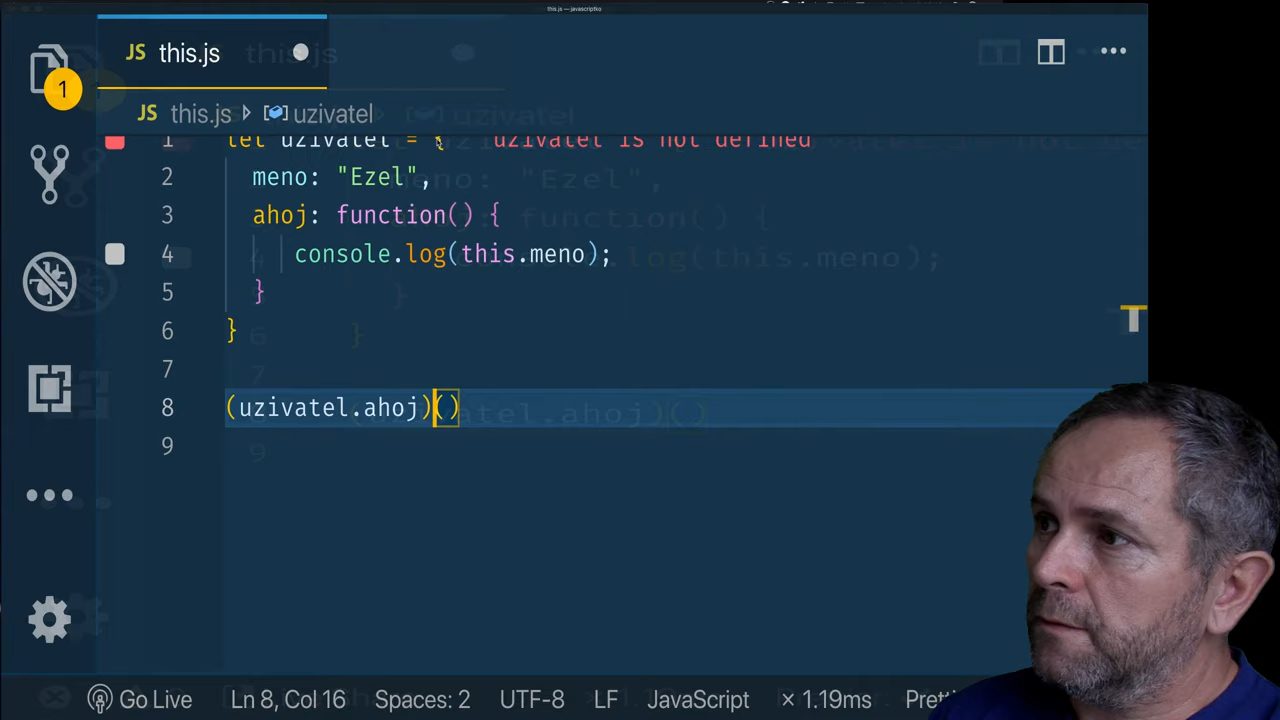 this.js — javascriptko
JS this.js
1
JS this.js > uzivatel
1 let uzivatel = { uzivatel is not defined
2 meno: "Ezel",
3 ahoj: function() {
4 console.log(this.meno);
5 }
6 }
7
8 (uzivatel.ahoj)()
9
Go Live Ln 8, Col 16 Spaces: 2 UTF-8 LF JavaScript × 1.19ms